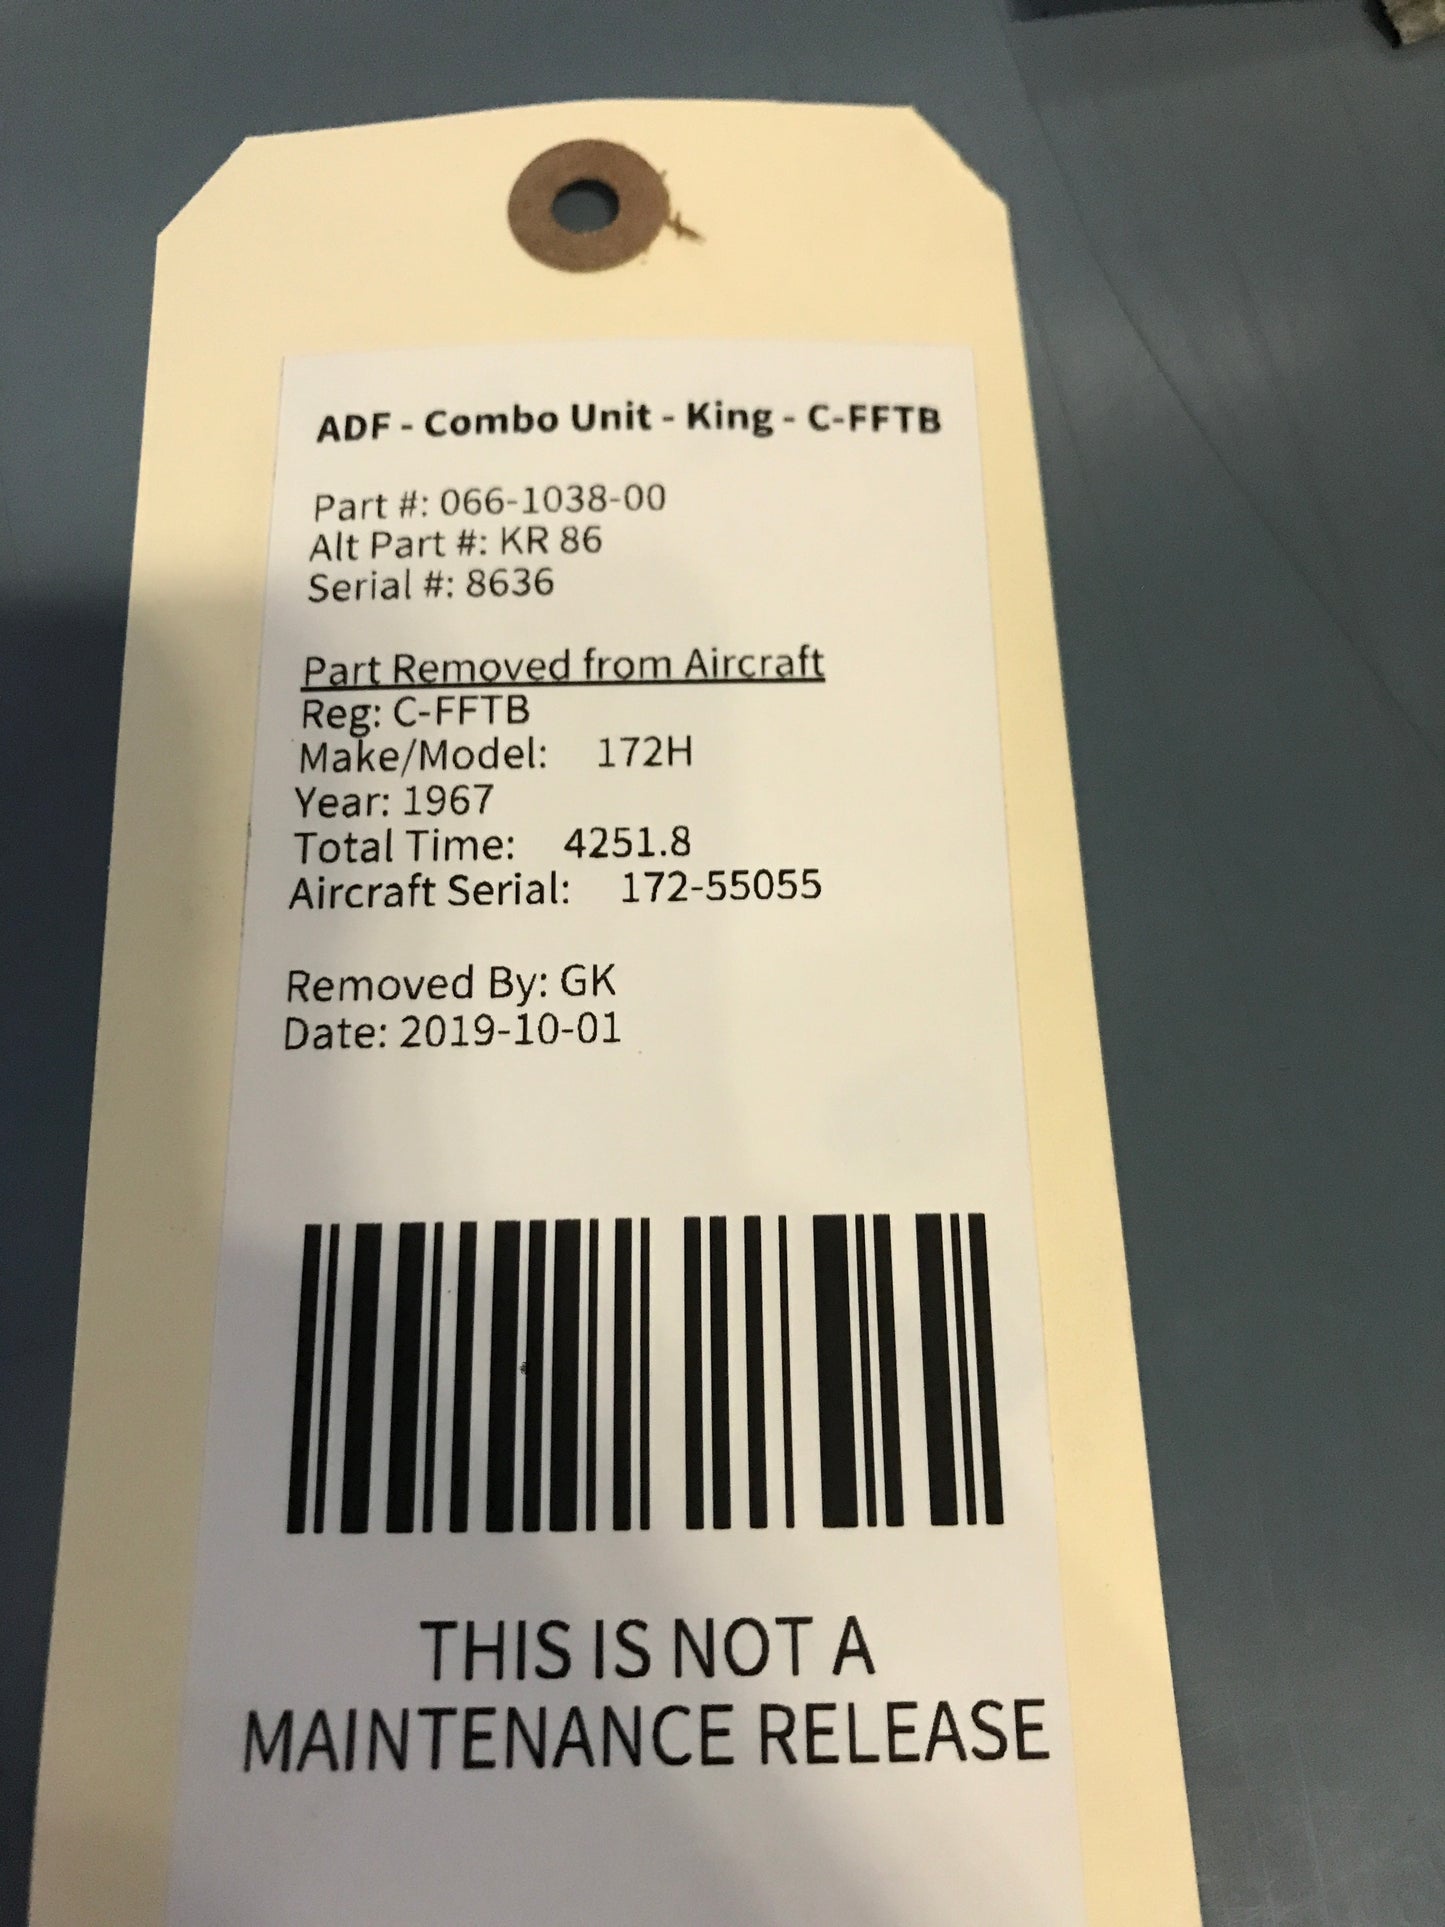 ADF - Combo Unit - King - C-FFTB
Part #: 066-1038-00
Alt Part #: KR 86
Serial #: 8636
Part Removed from Aircraft
Reg: C-FFTB
Make/Model: 172H
Year: 1967
Total Time: 4251.8
Aircraft Serial: 172-55055
Removed By: GK
Date: 2019-10-01
THIS IS NOT A
MAINTENANCE RELEASE